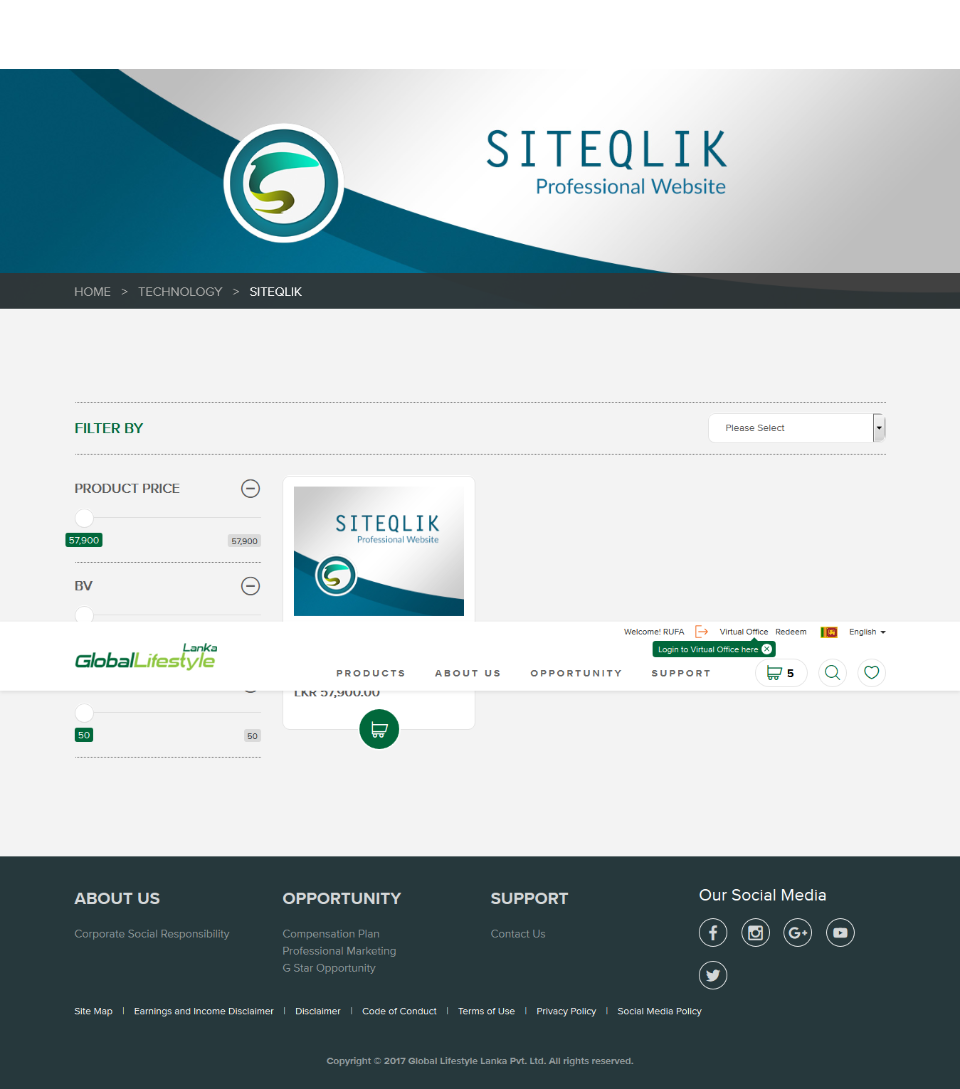 SITEQLIK
Professional Website
HOME > TECHNOLOGY > SITEQLIK
FILTER BY
Please Select
PRODUCT PRICE
57,900
57,900
BV
SITEQLIK
Professional Website
Welcome! RUFA
Virtual Office
Redeem
English
Login to Virtual Office here
Lanka
GlobalLifestyle
PRODUCTS
ABOUT US
OPPORTUNITY
SUPPORT
5
LKR 57,900.00
50
50
ABOUT US
Corporate Social Responsibility
OPPORTUNITY
Compensation Plan
Professional Marketing
G Star Opportunity
SUPPORT
Contact Us
Our Social Media
Site Map | Earnings and Income Disclaimer | Disclaimer | Code of Conduct | Terms of Use | Privacy Policy | Social Media Policy
Copyright © 2017 Global Lifestyle Lanka Pvt. Ltd. All rights reserved.